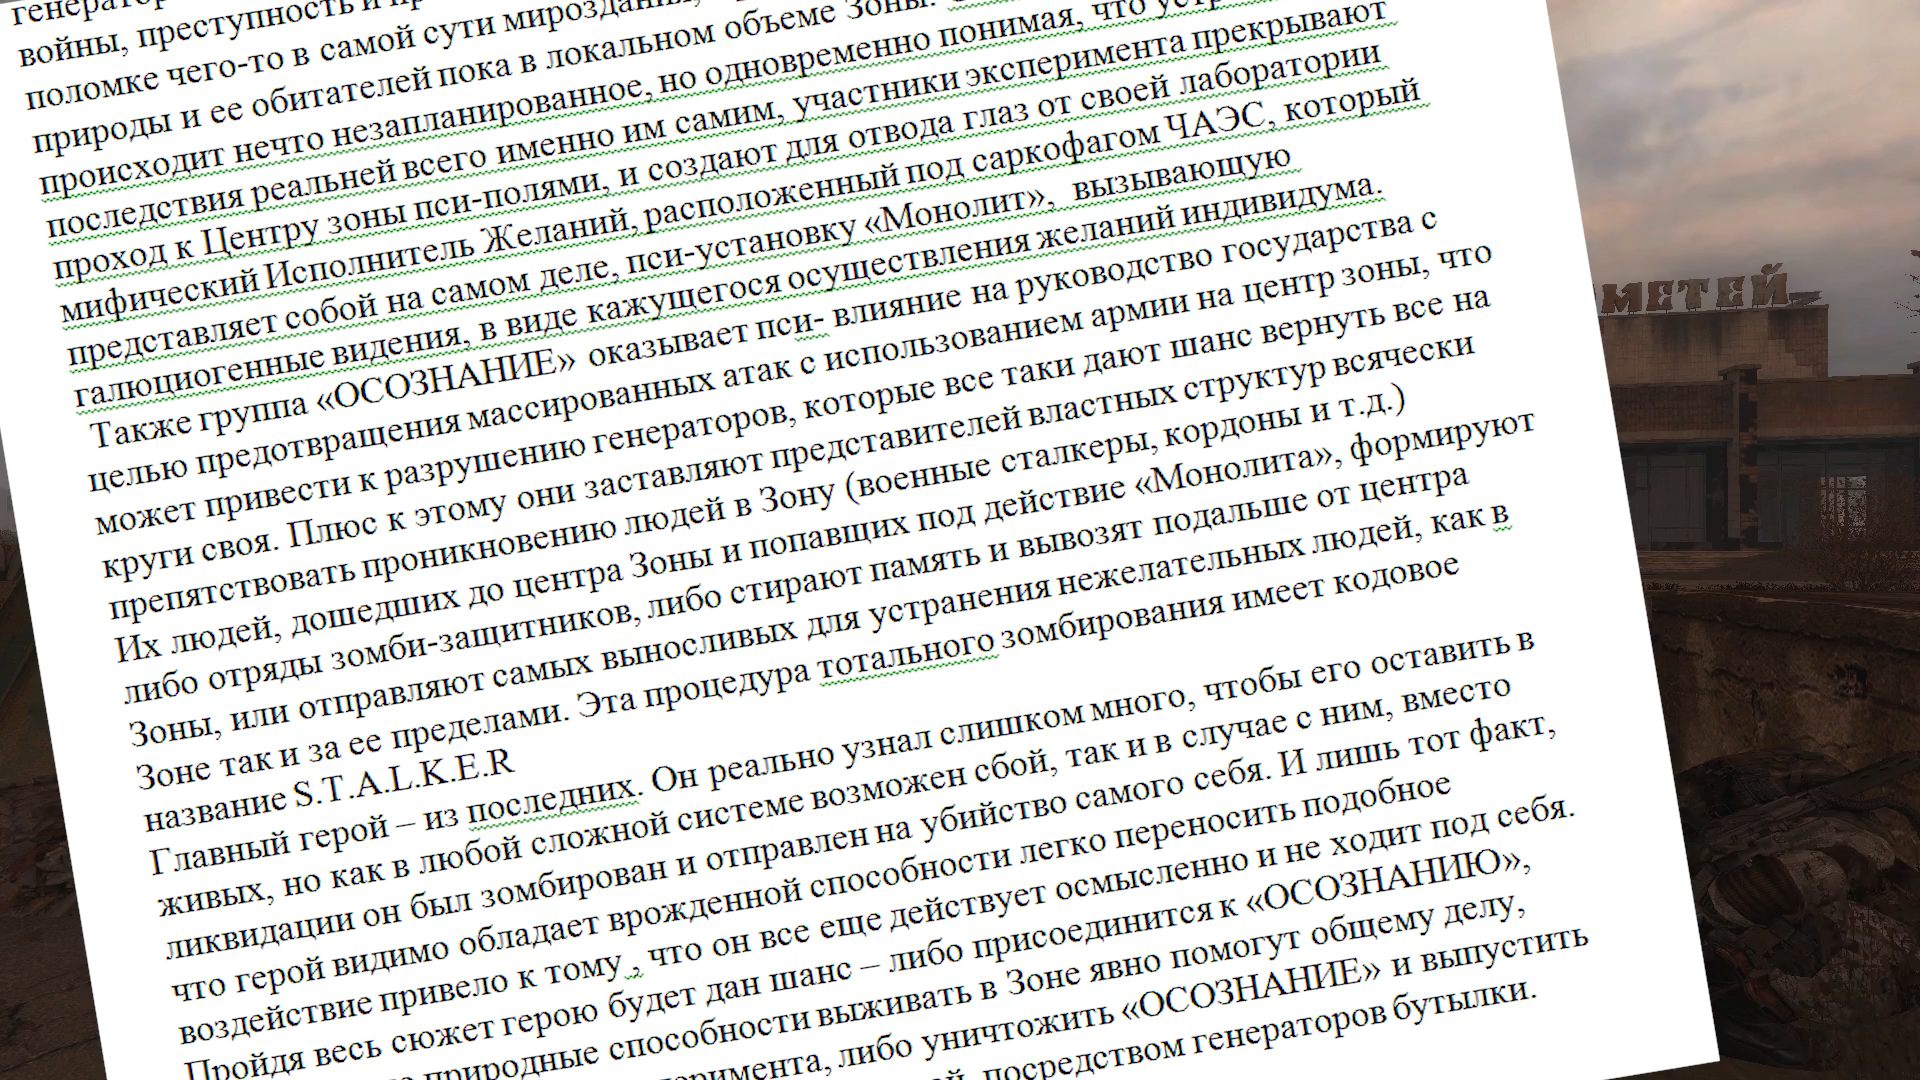 войны, преступность и
поломке чего-то в самой сути мироздания,
природы и ее обитателей пока в локальном объеме Зоны.
происходит нечто незапланированное, но одновременно понимая, что
последствия реальней всего именно им самим, участники эксперимента прекрывают
проход к Центру зоны пси-полями, и создают для отвода глаз от своей лаборатории
мифический Исполнитель Желаний, расположенный под саркофагом ЧАЭС, который
представляет собой на самом деле, пси-установку «Монолит», вызывающую
галюциогенные видения, в виде кажущегося осуществления желаний индивидума.
Также группа «ОСОЗНАНИЕ» оказывает пси- влияние на руководство государства с
целью предотвращения массированных атак с использованием армии на центр зоны, что
может привести к разрушению генераторов, которые все таки дают шанс вернуть все на
круги своя. Плюс к этому они заставляют представителей властных структур всячески
препятствовать проникновению людей в Зону (военные сталкеры, кордоны и т.д.)
Их людей, дошедших до центра Зоны и попавщих под действие «Монолита», формируют
либо отряды зомби-защитников, либо стирают память и вывозят подальше от центра
Зоны, или отправляют самых выносливых для устранения нежелательных людей, как в
Зоне так и за ее пределами. Эта процедура тотального зомбирования имеет кодовое
название S.T.A.L.K.E.R
Главный герой – из последних. Он реально узнал слишком много, чтобы его оставить в
живых, но как в любой сложной системе возможен сбой, так и в случае с ним, вместо
ликвидации он был зомбирован и отправлен на убийство самого себя. И лишь тот факт,
что герой видимо обладает врожденной способности легко переносить подобное
воздействие привело к тому , что он все еще действует осмысленно и не ходит под себя.
Пройдя весь сюжет герою будет дан шанс – либо присоединится к «ОСОЗНАНИЮ»,
природные способности выживать в Зоне явно помогут общему делу,
либо уничтожить «ОСОЗНАНИЕ» и выпустить
посредством генераторов бутылки.
МЕТЕЙ